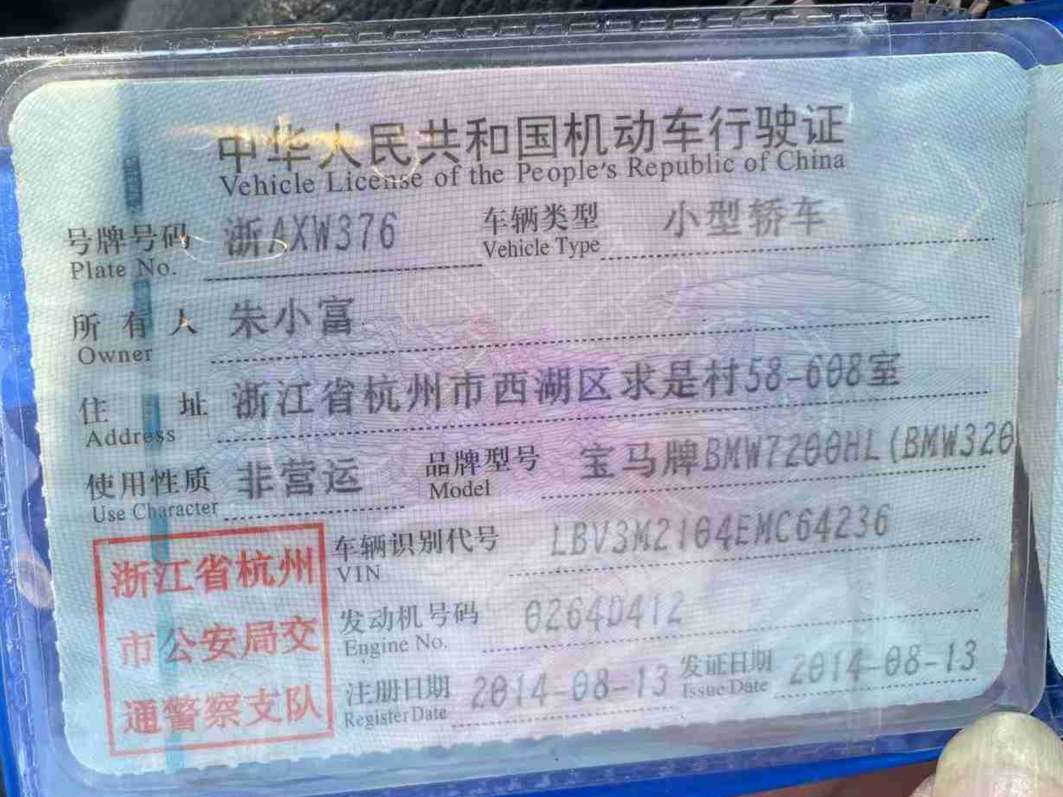 中华人民共和国机动车行驶证
Vehicle License of the People's Republic of China
号牌号码 浙AXW376 车辆类型 小型轿车
Plate No. Vehicle Type
所有人 朱小富
Owner
住址 浙江省杭州市西湖区求是村58-608室
Address
使用性质 非营运 品牌型号 宝马牌BMW7200HL(BMW320
Use Character Model
浙江省杭州
市公安局交
通警察支队
车辆识别代号 LBV3M2104EMC64236
VIN
发动机号码 0264D412
Engine No.
注册日期 2014-08-13 发证日期 2014-08-13
Register Date Issue Date